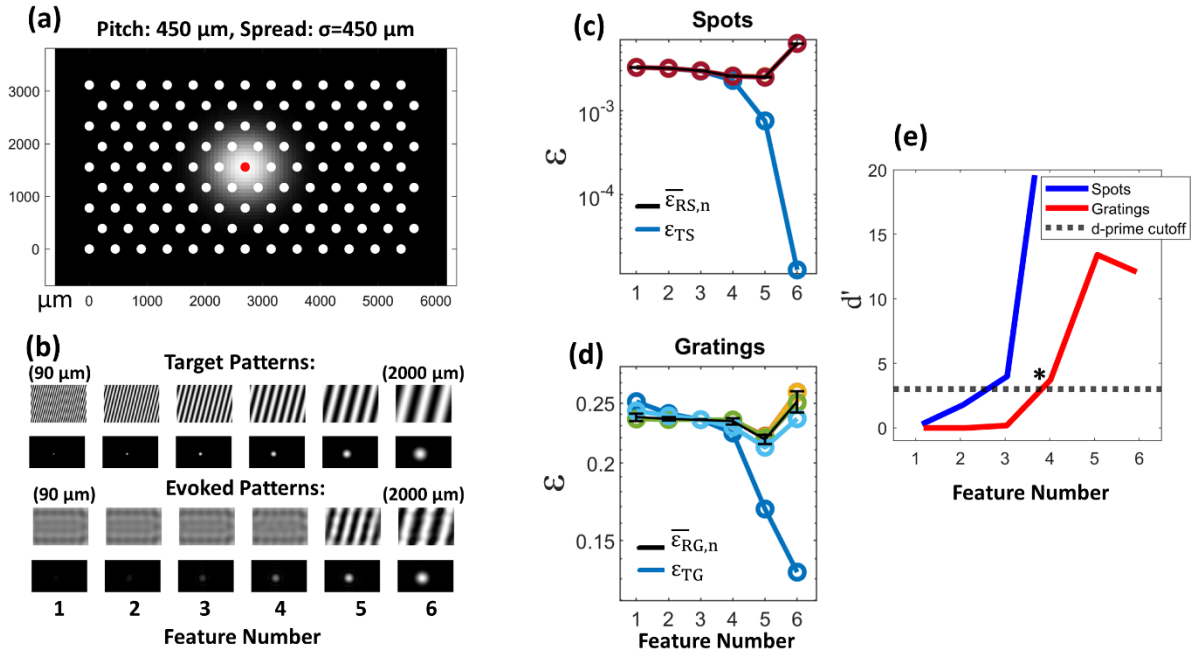 (a)
Pitch: 450 μm, Spread: σ=450 μm
3000
2000
1000
0
μm
0 1000 2000 3000 4000 5000 6200
(b)
Target Patterns:
(90 μm) (2000 μm)
Evoked Patterns:
(90 μm) (2000 μm)
1 2 3 4 5 6
Feature Number
(c)
Spots
10⁻³
10⁻⁴
ε
ε̅RS,n
εTS
1 2 3 4 5 6
(d)
Gratings
0.25
0.2
0.15
ε
ε̅RG,n
εTG
1 2 3 4 5 6
Feature Number
(e)
20
15
10
5
0
d'
Spots
Gratings
d-prime cutoff
*
1 2 3 4 5 6
Feature Number